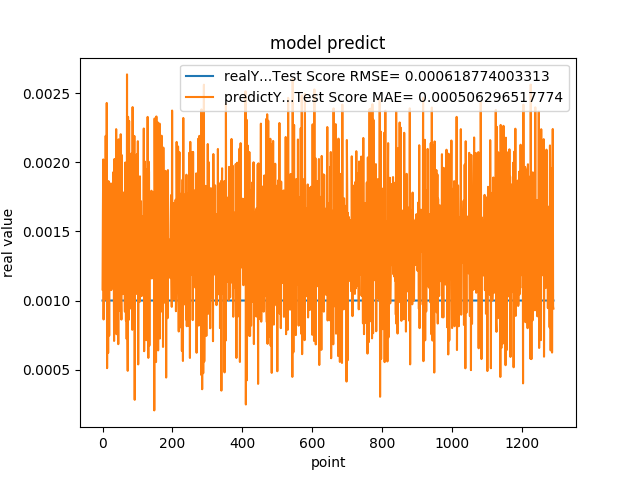 model predict
realY...Test Score RMSE= 0.000618774003313
predictY...Test Score MAE= 0.000506296517774
0.0025
0.0020
0.0015
0.0010
0.0005
real value
0 200 400 600 800 1000 1200
point